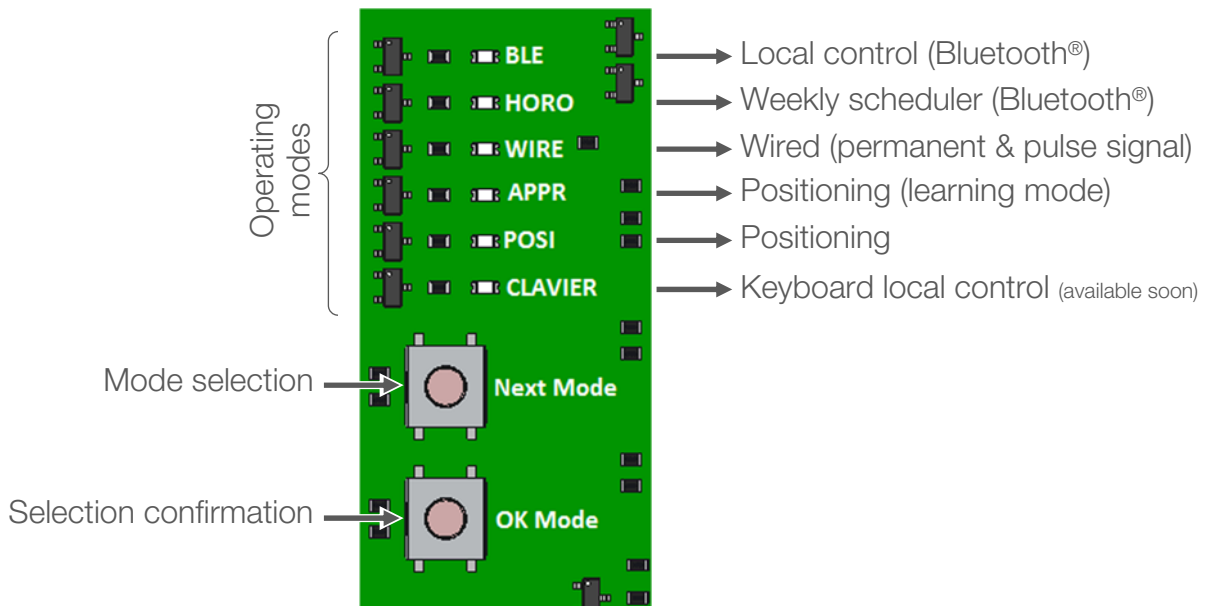 Operating
modes
BLE
HORO
WIRE
APPR
POSI
CLAVIER
Local control (Bluetooth®)
Weekly scheduler (Bluetooth®)
Wired (permanent & pulse signal)
Positioning (learning mode)
Positioning
Keyboard local control (available soon)
Mode selection
Next Mode
Selection confirmation
OK Mode